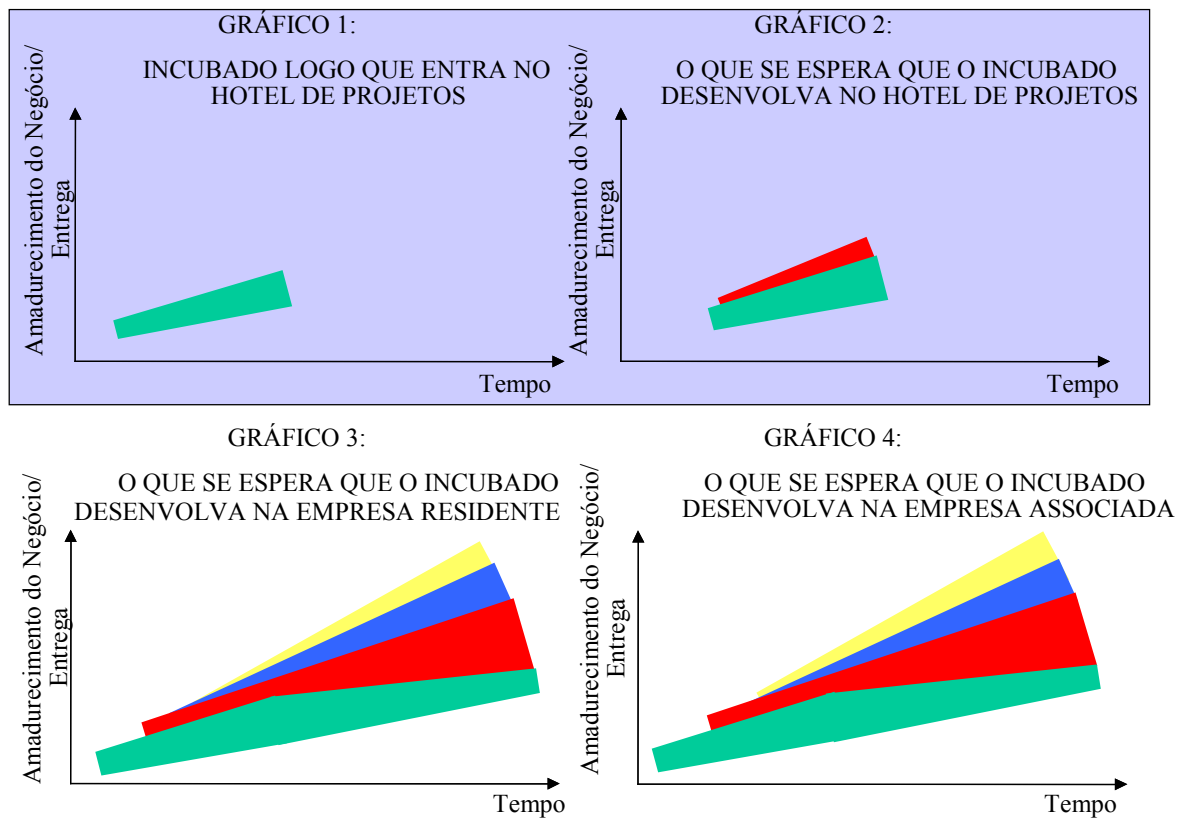 GRÁFICO 1:
INCUBADO LOGO QUE ENTRA NO
HOTEL DE PROJETOS
Amadurecimento do Negócio/
Entrega
Tempo
GRÁFICO 2:
O QUE SE ESPERA QUE O INCUBADO
DESENVOLVA NO HOTEL DE PROJETOS
Amadurecimento do Negócio/
Entrega
Tempo
GRÁFICO 3:
O QUE SE ESPERA QUE O INCUBADO
DESENVOLVA NA EMPRESA RESIDENTE
Amadurecimento do Negócio/
Entrega
Tempo
GRÁFICO 4:
O QUE SE ESPERA QUE O INCUBADO
DESENVOLVA NA EMPRESA ASSOCIADA
Amadurecimento do Negócio/
Entrega
Tempo